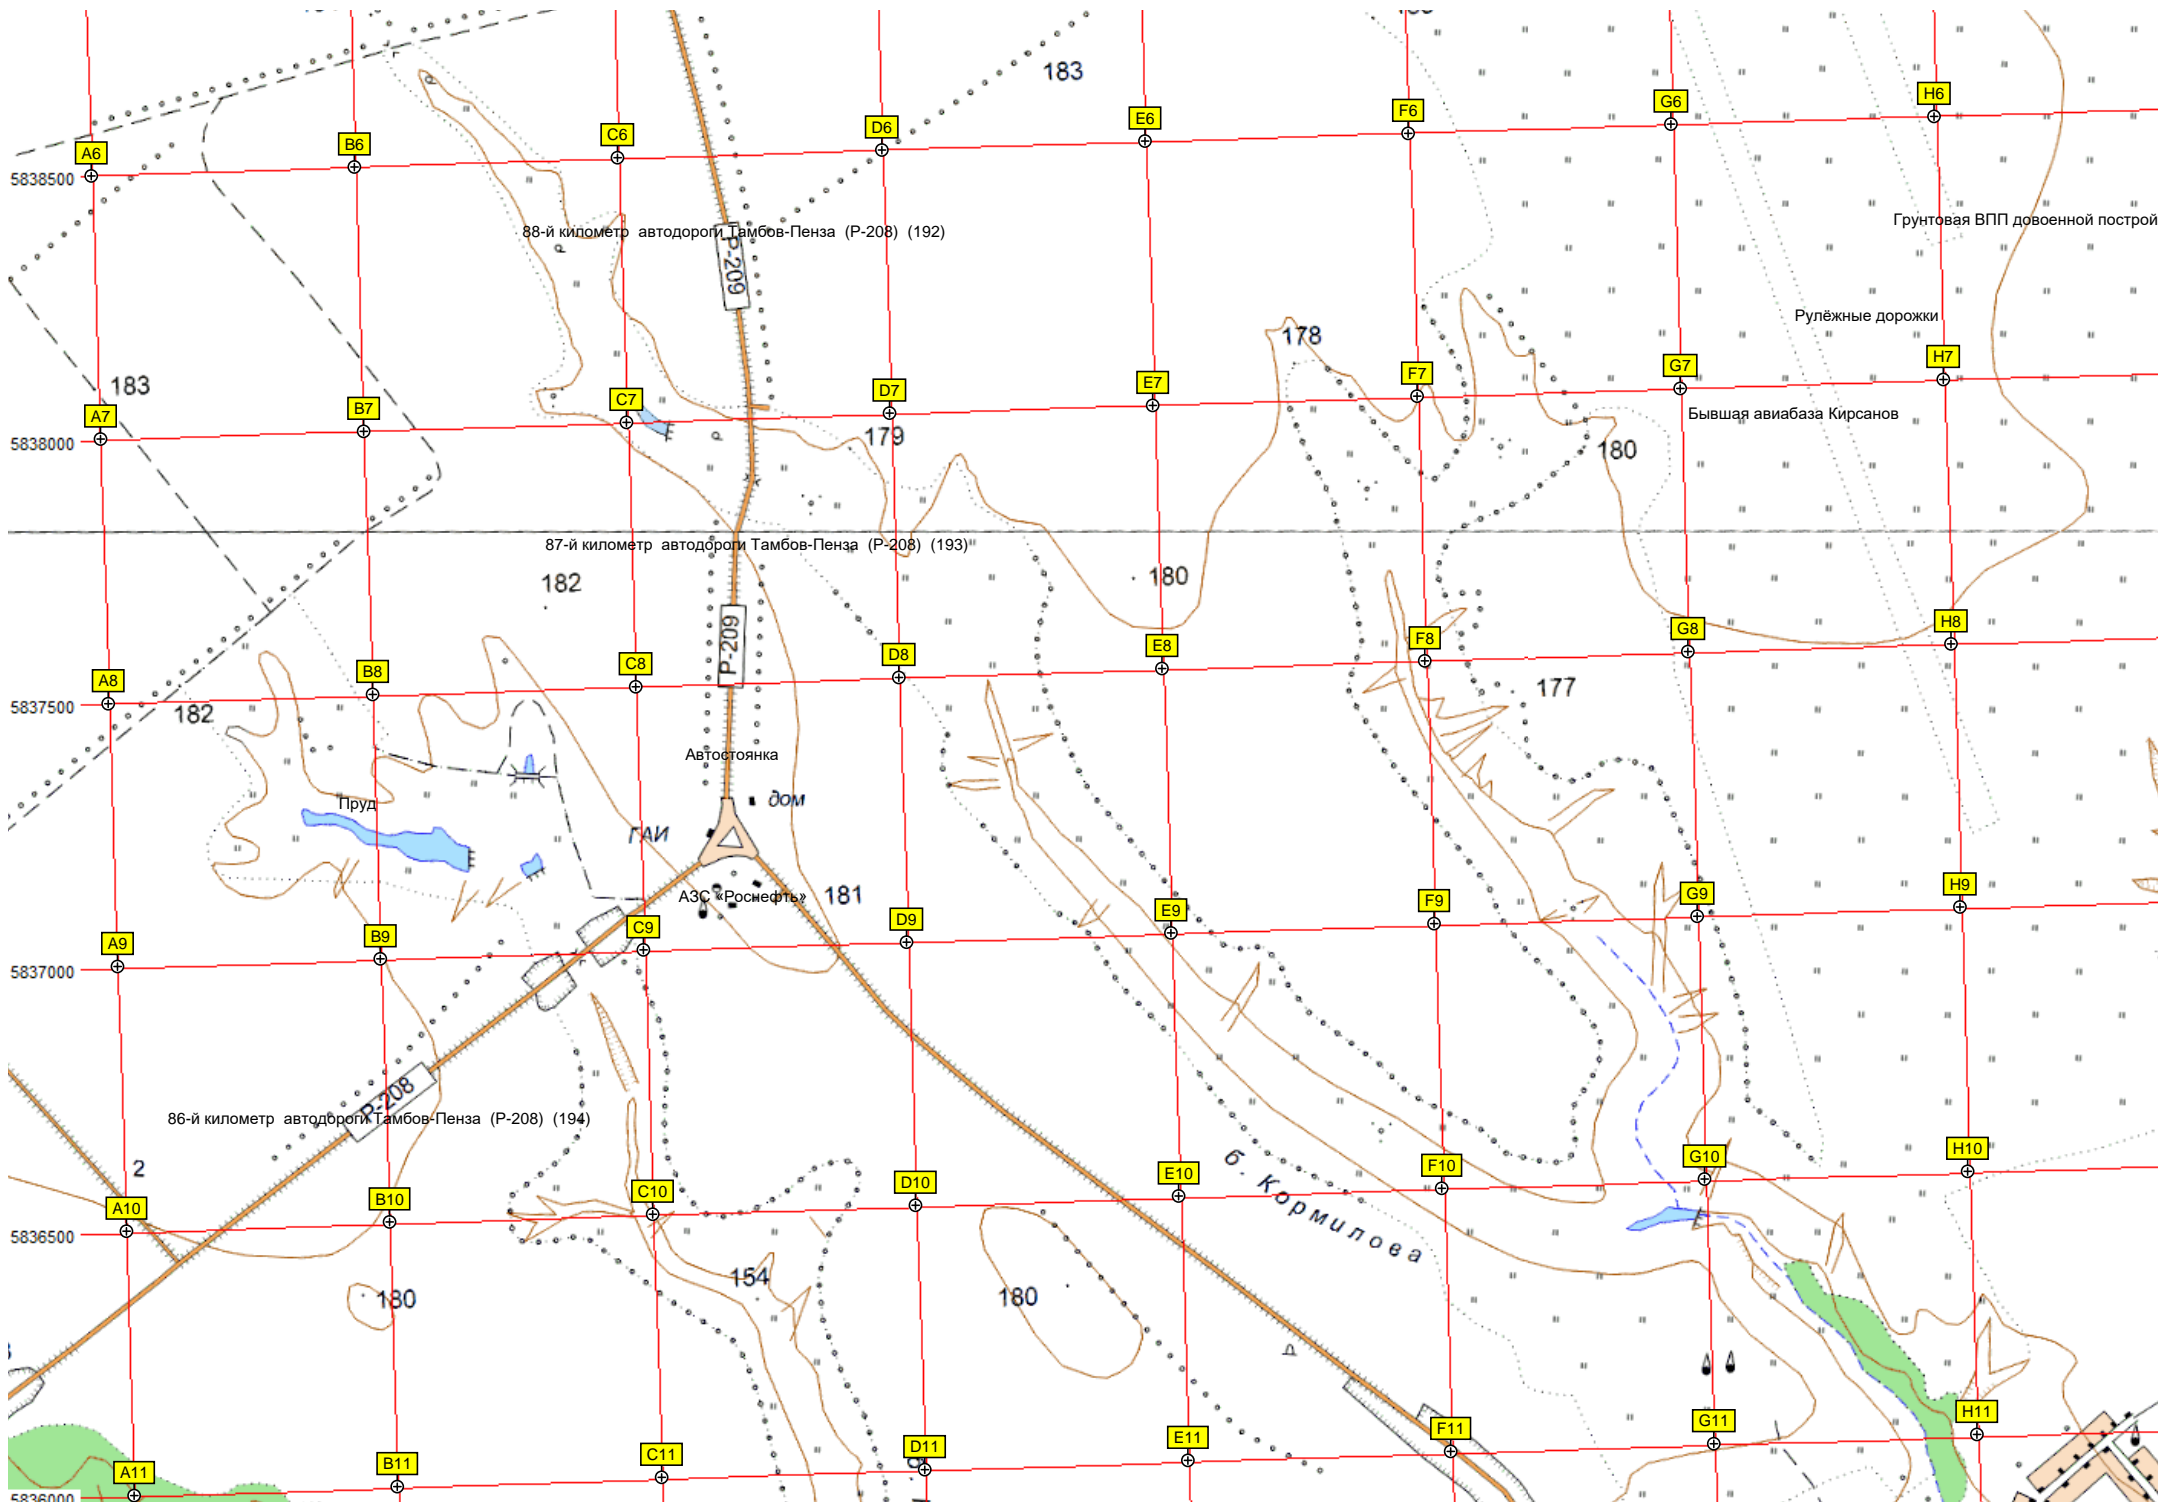 183
A6
B6
C6
D6
E6
F6
G6
H6
5838500
88-й километр автодороги Тамбов-Пенза (Р-208) (192)
Р-209
Грунтовая ВПП довоенной построй
Рулёжные дорожки
178
183
A7
B7
C7
D7
E7
F7
G7
H7
5838000
179
180
Бывшая авиабаза Кирсанов
87-й километр автодороги Тамбов-Пенза (Р-208) (193)
182
180
Р-209
A8
B8
C8
D8
E8
F8
G8
H8
5837500
182
177
Автостоянка
дом
Пруд
ГАИ
АЗС «Роснефть»
181
A9
B9
C9
D9
E9
F9
G9
H9
5837000
Р-208
86-й километр автодороги Тамбов-Пенза (Р-208) (194)
2
б. Кормилова
A10
B10
C10
D10
E10
F10
G10
H10
5836500
154
180
180
A11
B11
C11
D11
E11
F11
G11
H11
5836000